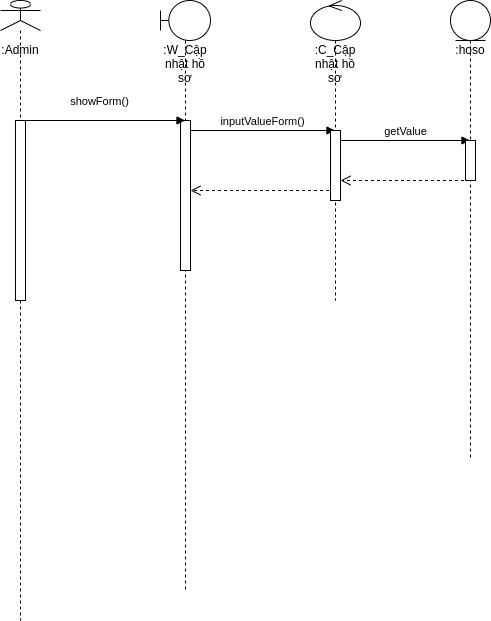 :Admin
:W_Cập
nhật hồ
sơ
:C_Cập
nhật hồ
sơ
:hoso
showForm()
inputValueForm()
getValue